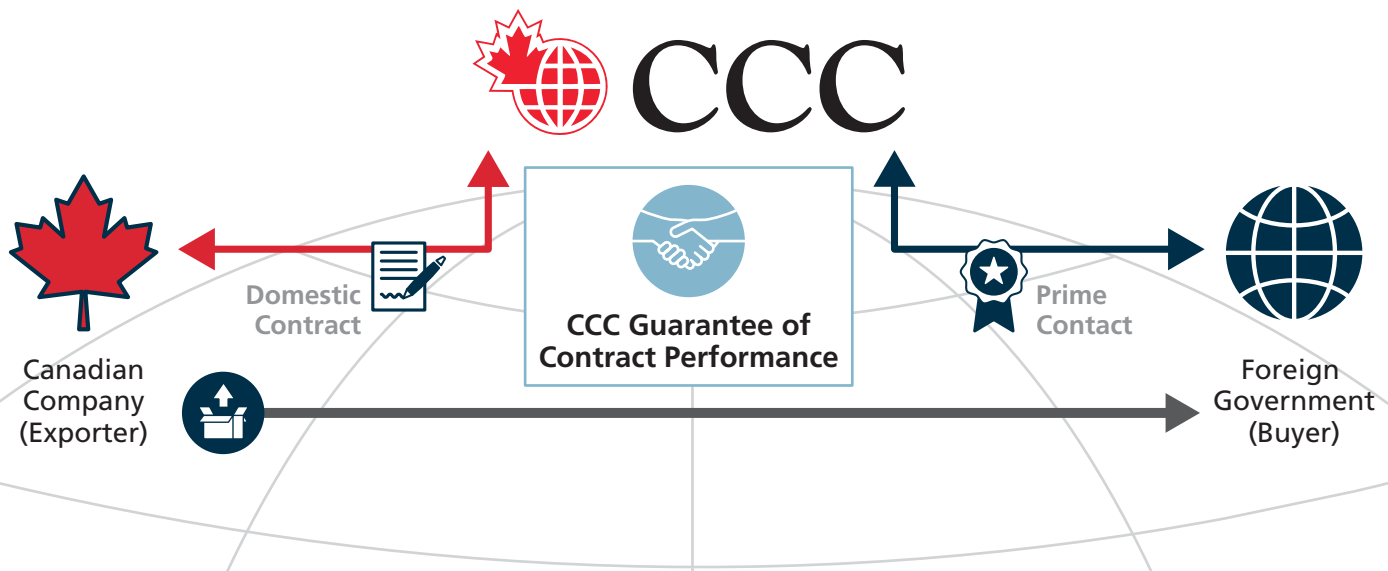 CCC
Domestic
Contract
CCC Guarantee of
Contract Performance
Prime
Contact
Canadian
Company
(Exporter)
Foreign
Government
(Buyer)